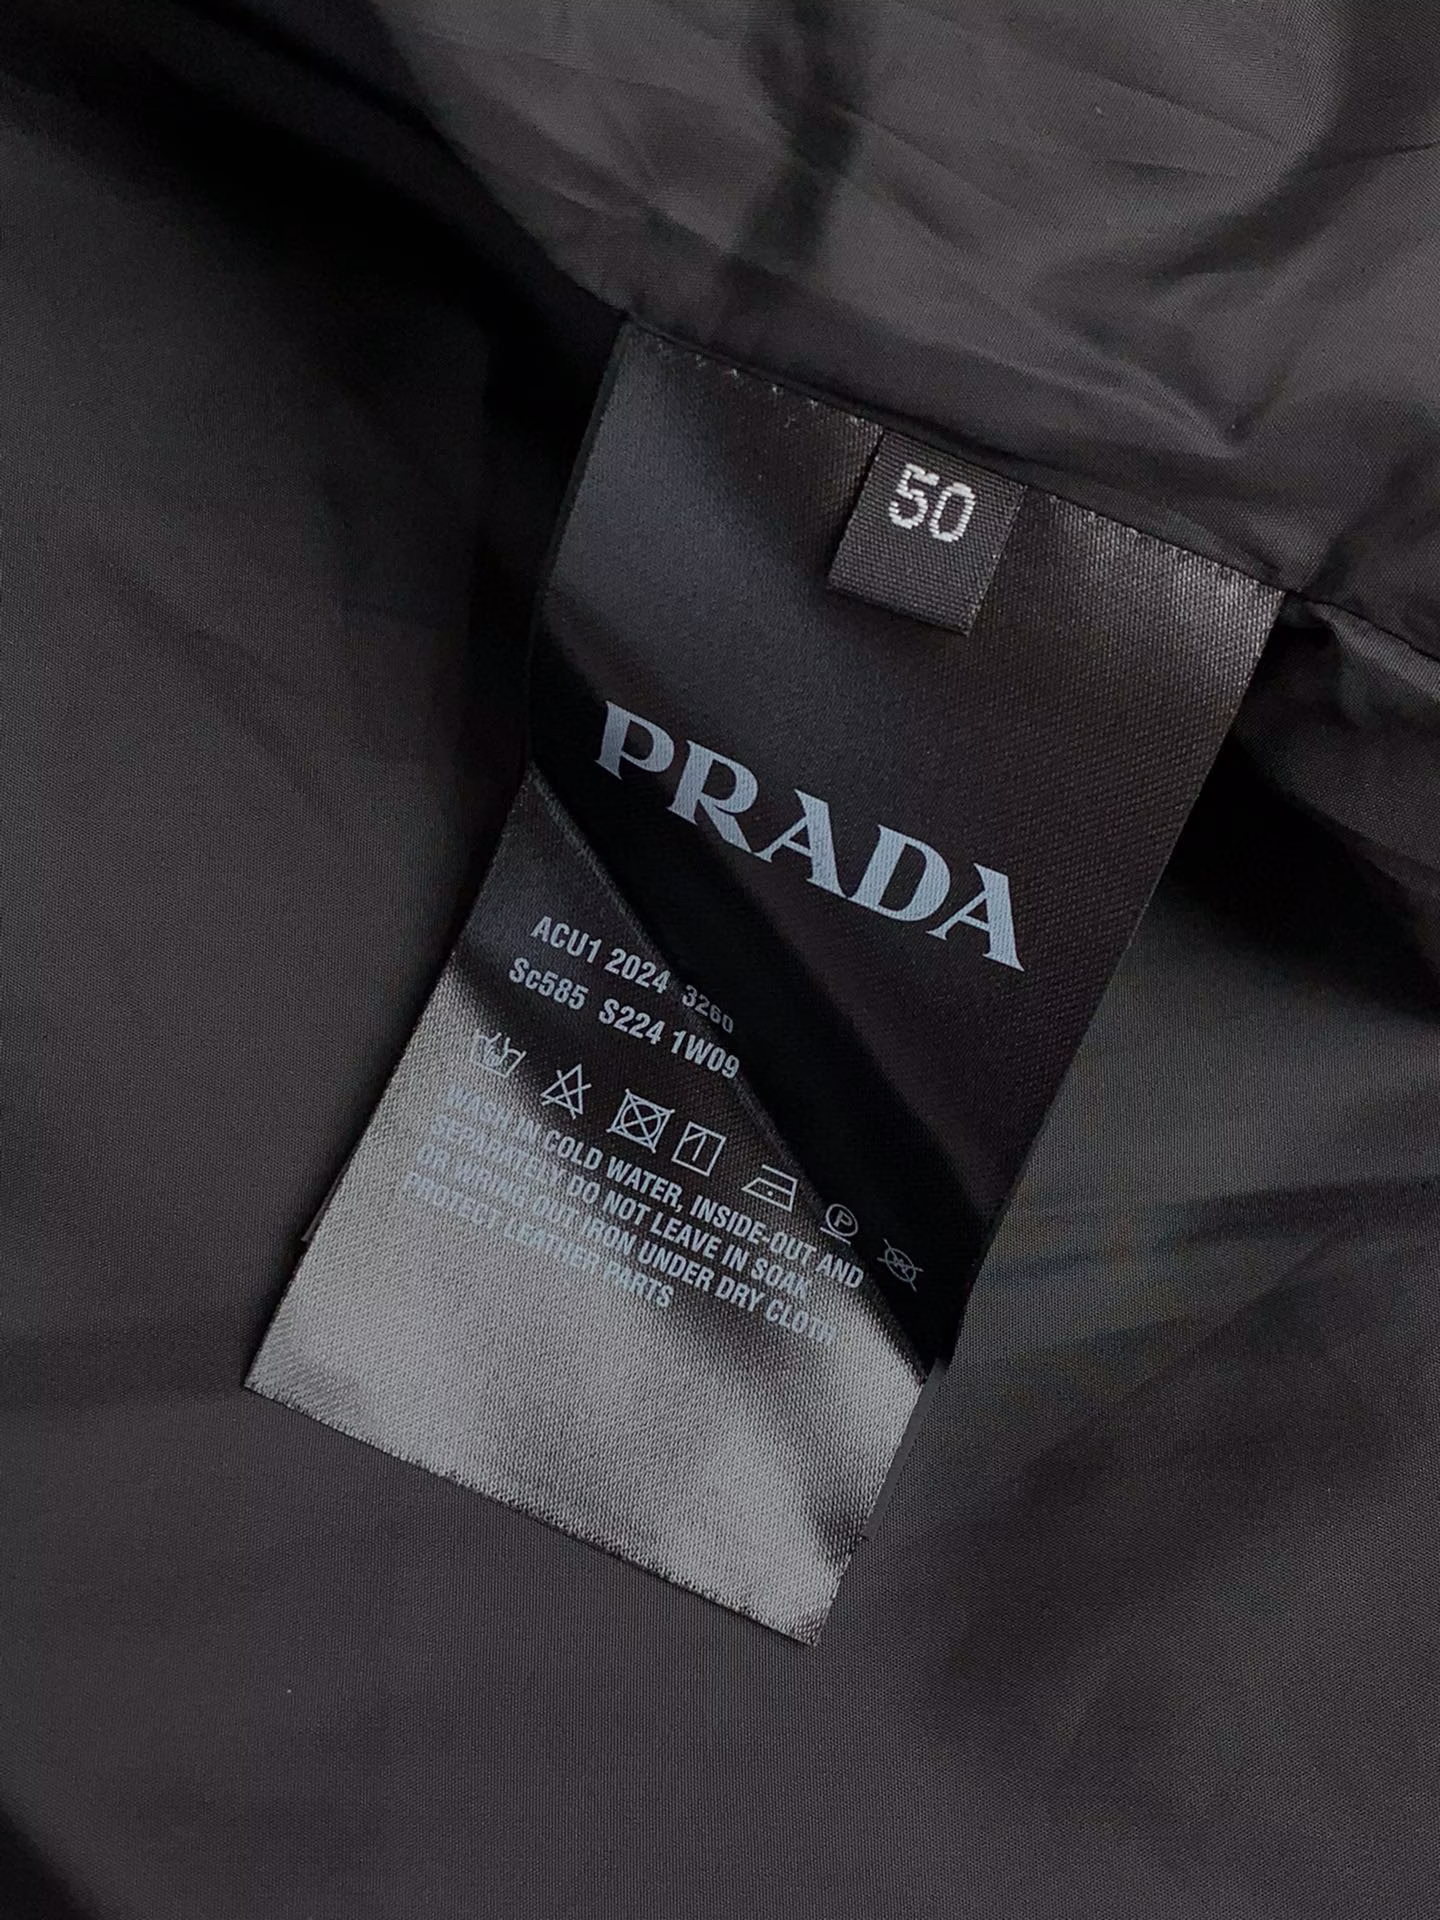 50
PRADA
ACU1 2024 3260
Sc585 S224 1W09
WASH IN COLD WATER, INSIDE-OUT AND
SEPARATELY DO NOT LEAVE IN SOAK
OR WRING OUT IRON UNDER DRY CLOTH
PROTECT LEATHER PARTS